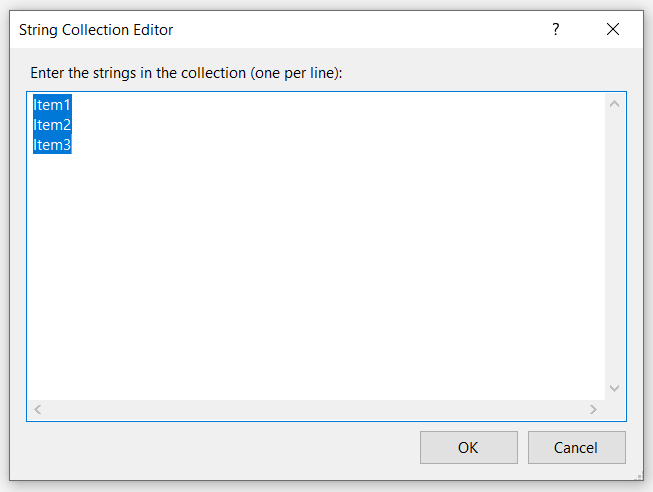 String Collection Editor
?
Enter the strings in the collection (one per line):
Item1
Item2
Item3
OK
Cancel